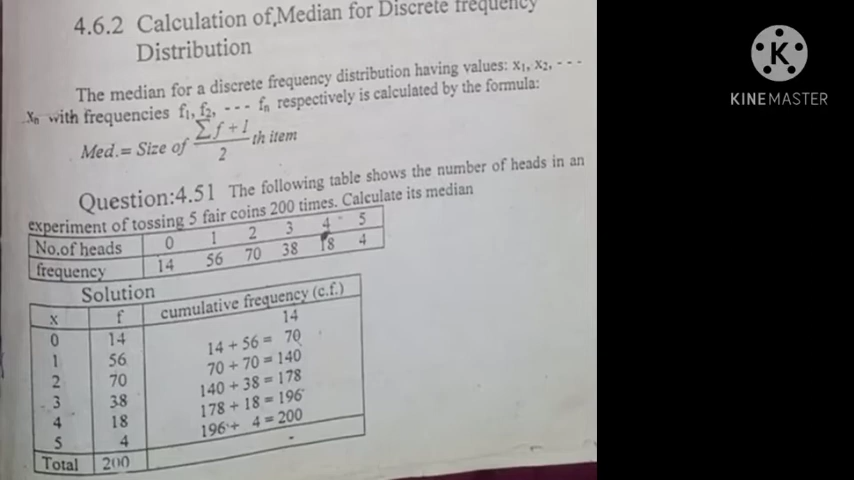 4.6.2 Calculation of Median for Discrete frequency
Distribution
The median for a discrete frequency distribution having values: x₁, x₂, - - -
xₙ with frequencies f₁, f₂, - - - fₙ respectively is calculated by the formula:
Med.= Size of (∑f + 1)/2 th item
Question:4.51 The following table shows the number of heads in an
experiment of tossing 5 fair coins 200 times. Calculate its median
No.of heads 0 1 2 3 4 5
frequency 14 56 70 38 18 4
Solution
x f cumulative frequency (c.f.)
0 14 14
1 56 14 + 56 = 70
2 70 70 + 70 = 140
3 38 140 + 38 = 178
4 18 178 + 18 = 196
5 4 196 + 4 = 200
Total 200 -
K
KINEMASTER